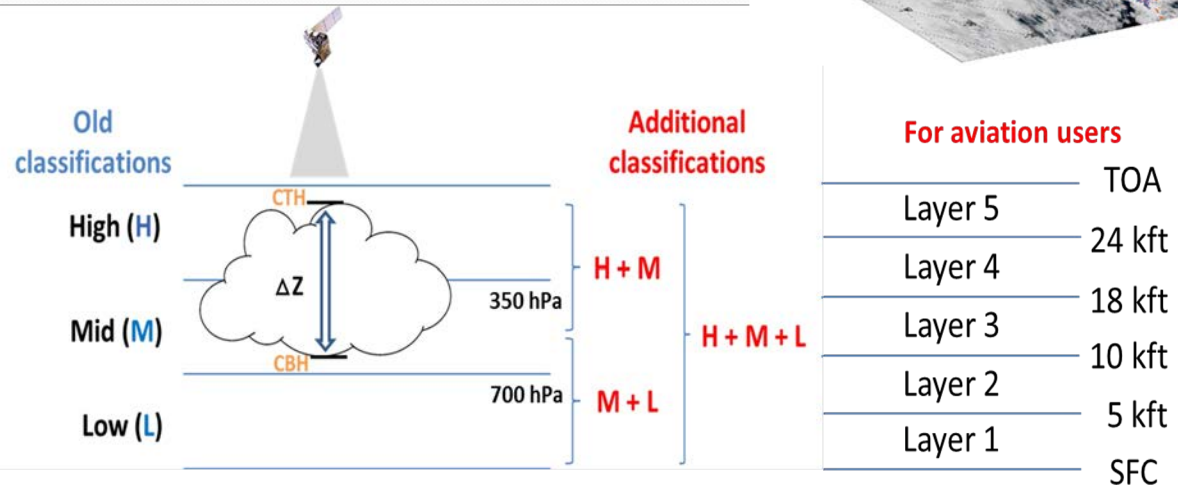 Old
classifications
High (H)
Mid (M)
Low (L)
CTH
ΔZ
CBH
350 hPa
700 hPa
Additional
classifications
H + M
M + L
H + M + L
For aviation users
TOA
Layer 5
24 kft
Layer 4
18 kft
Layer 3
10 kft
Layer 2
5 kft
Layer 1
SFC